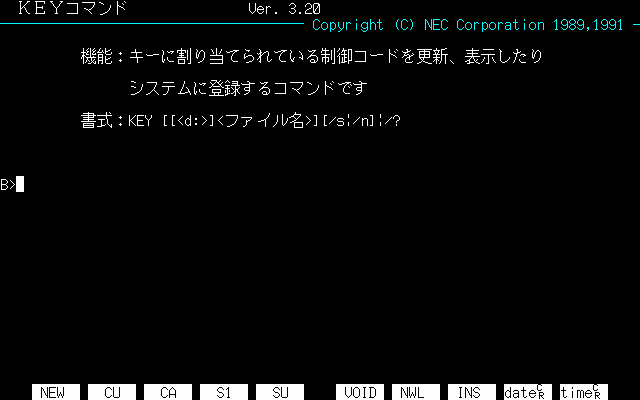 KEYコマンド Ver. 3.20
Copyright (C) NEC Corporation 1989,1991
機能：キーに割り当てられている制御コードを更新、表示したり
システムに登録するコマンドです
書式：KEY [[<d:>]<ファイル名>][/s¦/n]¦/?
B>
NEW CU CA S1 SU VOID NWL INS dateCR timeCR